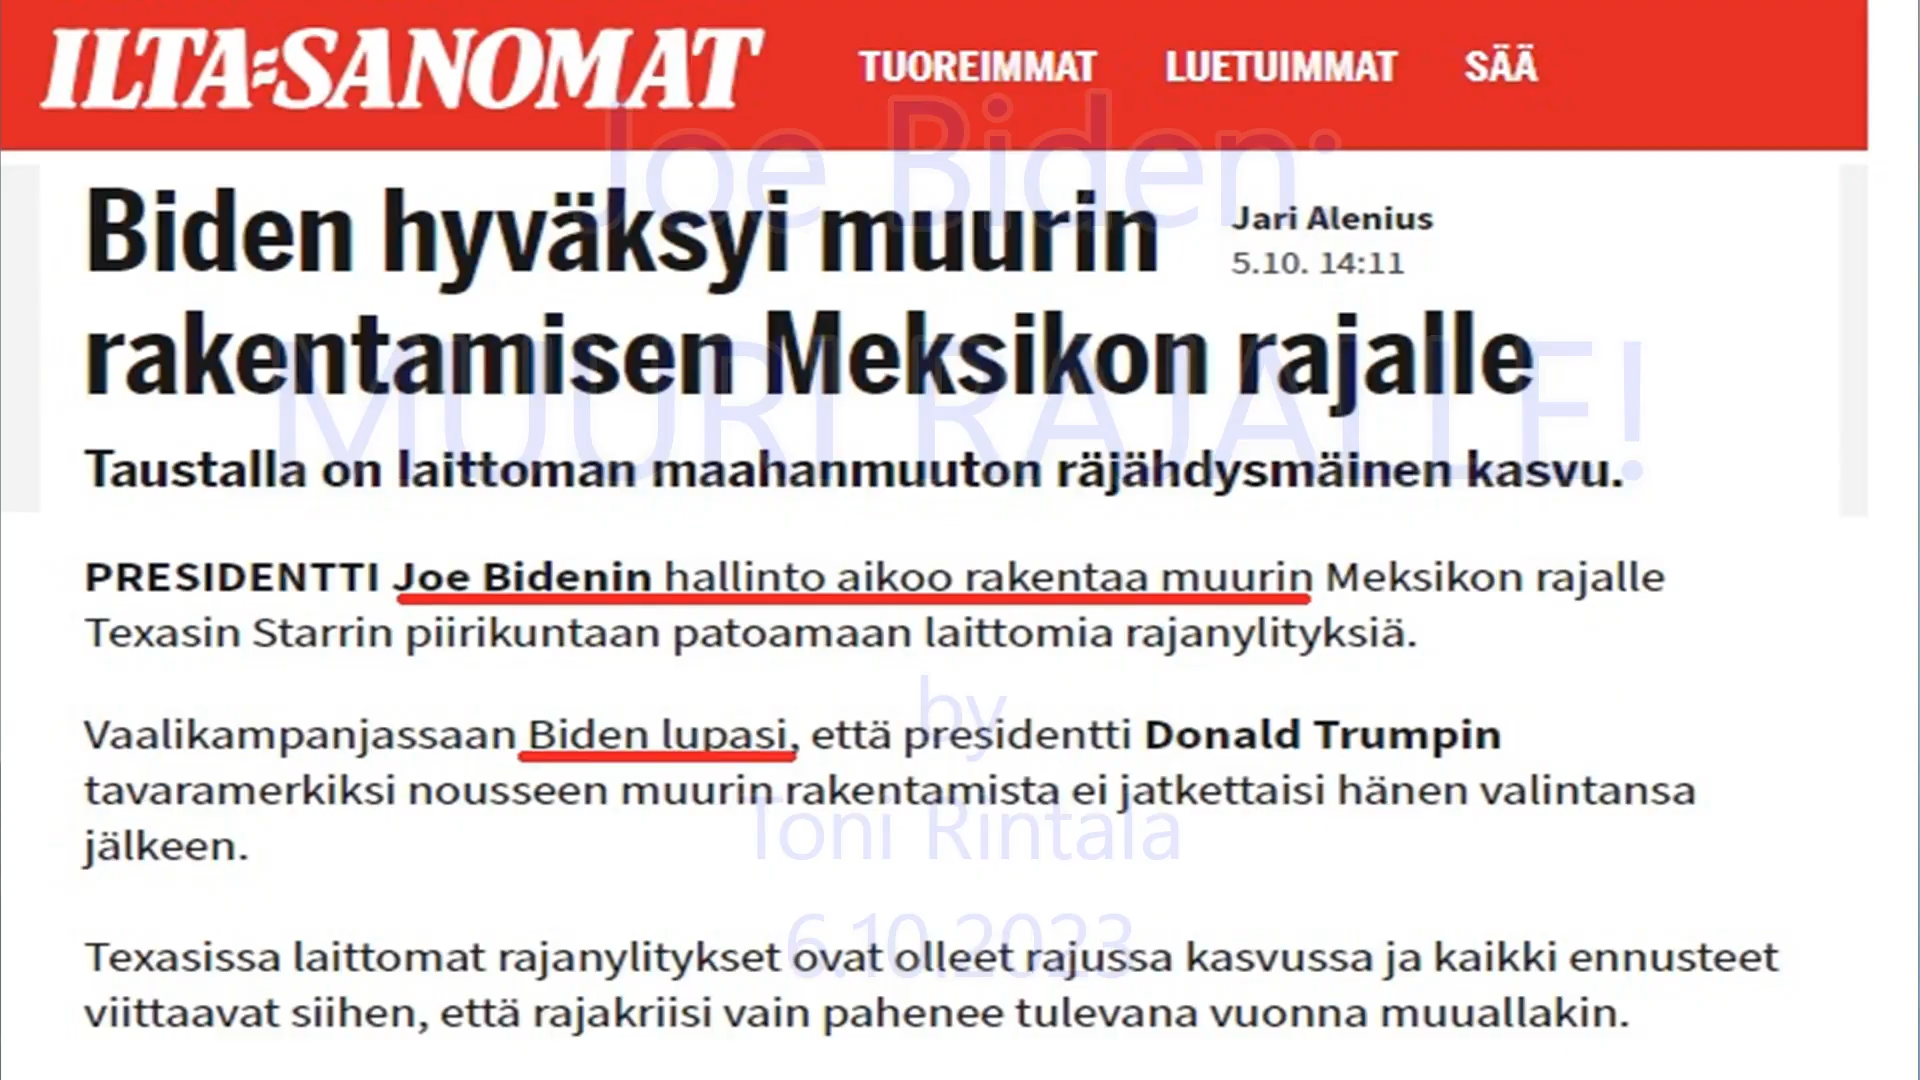 ILTA-SANOMAT
TUOREIMMAT LUETUIMMAT SÄÄ
Joe Biden:
Biden hyväksyi muurin
Jari Alenius
5.10. 14:11
rakentamisen Meksikon rajalle
MUURI RAJALLE!
Taustalla on laittoman maahanmuuton räjähdysmäinen kasvu.
PRESIDENTTI Joe Bidenin hallinto aikoo rakentaa muurin Meksikon rajalle
Texasin Starrin piirikuntaan patoamaan laittomia rajanylityksiä.
by
Vaalikampanjassaan Biden lupasi, että presidentti Donald Trumpin
tavaramerkiksi nousseen muurin rakentamista ei jatkettaisi hänen valintansa
Toni Rintala
jälkeen.
6.10.2023
Texasissa laittomat rajanylitykset ovat olleet rajussa kasvussa ja kaikki ennusteet
viittaavat siihen, että rajakriisi vain pahenee tulevana vuonna muuallakin.